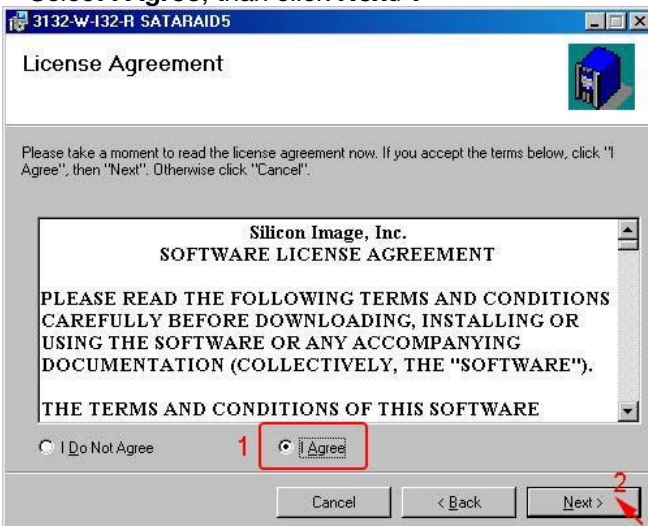 3132-W-I32-R SATARAID5
License Agreement
Please take a moment to read the license agreement now. If you accept the terms below, click "I
Agree", then "Next". Otherwise click "Cancel".
Silicon Image, Inc.
SOFTWARE LICENSE AGREEMENT
PLEASE READ THE FOLLOWING TERMS AND CONDITIONS
CAREFULLY BEFORE DOWNLOADING, INSTALLING OR
USING THE SOFTWARE OR ANY ACCOMPANYING
DOCUMENTATION (COLLECTIVELY, THE "SOFTWARE").
THE TERMS AND CONDITIONS OF THIS SOFTWARE
I Do Not Agree
1
I Agree
2
Cancel
< Back
Next >